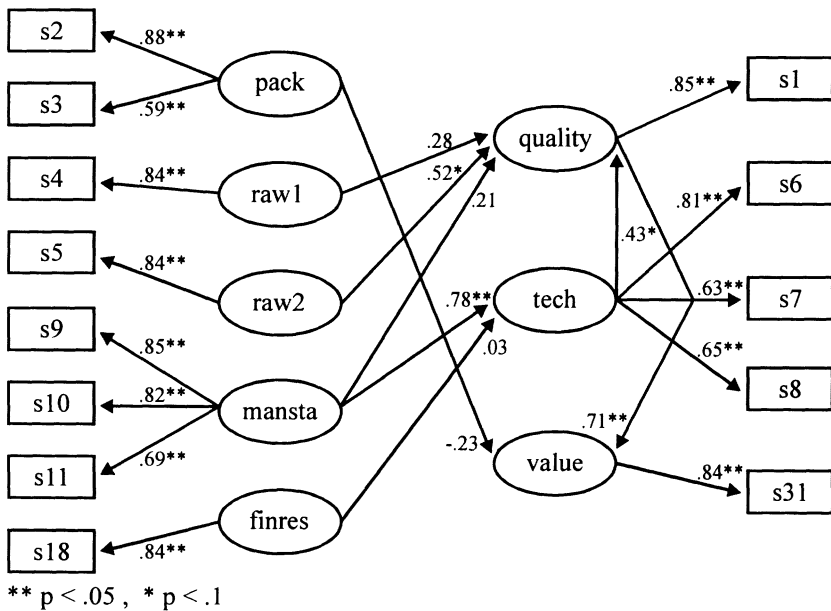 s2
.88**
s3
.59**
pack
s1
.85**
quality
s4
.84**
raw1
.28
.52*
.21
s6
.81**
.43*
s5
.84**
raw2
s9
.85**
s10
.82**
s11
.69**
mansta
.78**
.03
tech
s7
.63**
s8
.65**
-.23
value
.71**
s31
.84**
s18
.84**
finres
** p < .05 , * p < .1